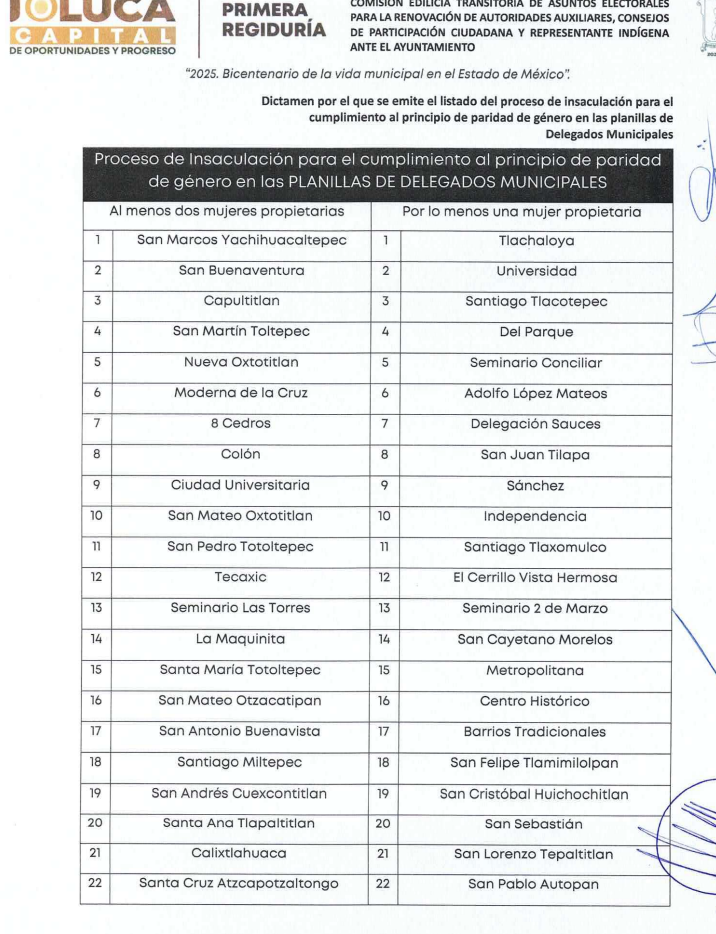 TOLUCA
CAPITAL
DE OPORTUNIDADES Y PROGRESO
PRIMERA
REGIDURÍA
COMISIÓN EDILICIA TRANSITORIA DE ASUNTOS ELECTORALES
PARA LA RENOVACIÓN DE AUTORIDADES AUXILIARES, CONSEJOS
DE PARTICIPACIÓN CIUDADANA Y REPRESENTANTE INDÍGENA
ANTE EL AYUNTAMIENTO
“2025. Bicentenario de la vida municipal en el Estado de México”.
Dictamen por el que se emite el listado del proceso de insaculación para el
cumplimiento al principio de paridad de género en las planillas de
Delegados Municipales
Proceso de Insaculación para el cumplimiento al principio de paridad
de género en las PLANILLAS DE DELEGADOS MUNICIPALES
Al menos dos mujeres propietarias Por lo menos una mujer propietaria
1 San Marcos Yachihuacaltepec 1 Tlachaloya
2 San Buenaventura 2 Universidad
3 Capultitlan 3 Santiago Tlacotepec
4 San Martín Toltepec 4 Del Parque
5 Nueva Oxtotitlan 5 Seminario Conciliar
6 Moderna de la Cruz 6 Adolfo López Mateos
7 8 Cedros 7 Delegación Sauces
8 Colón 8 San Juan Tilapa
9 Ciudad Universitaria 9 Sánchez
10 San Mateo Oxtotitlan 10 Independencia
11 San Pedro Totoltepec 11 Santiago Tlaxomulco
12 Tecaxic 12 El Cerrillo Vista Hermosa
13 Seminario Las Torres 13 Seminario 2 de Marzo
14 La Maquinita 14 San Cayetano Morelos
15 Santa María Totoltepec 15 Metropolitana
16 San Mateo Otzacatipan 16 Centro Histórico
17 San Antonio Buenavista 17 Barrios Tradicionales
18 Santiago Miltepec 18 San Felipe Tlamimilolpan
19 San Andrés Cuexcontitlan 19 San Cristóbal Huichochitlan
20 Santa Ana Tlapaltitlan 20 San Sebastián
21 Calixtlahuaca 21 San Lorenzo Tepaltitlan
22 Santa Cruz Atzcapotzaltongo 22 San Pablo Autopan